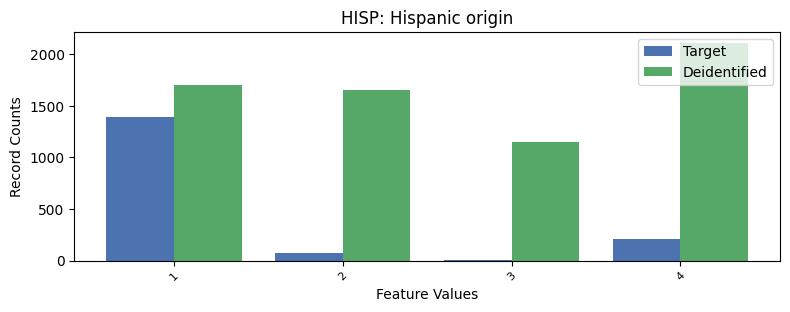 HISP: Hispanic origin
Target
Deidentified
Record Counts
2000
1500
1000
500
0
1
2
3
4
Feature Values